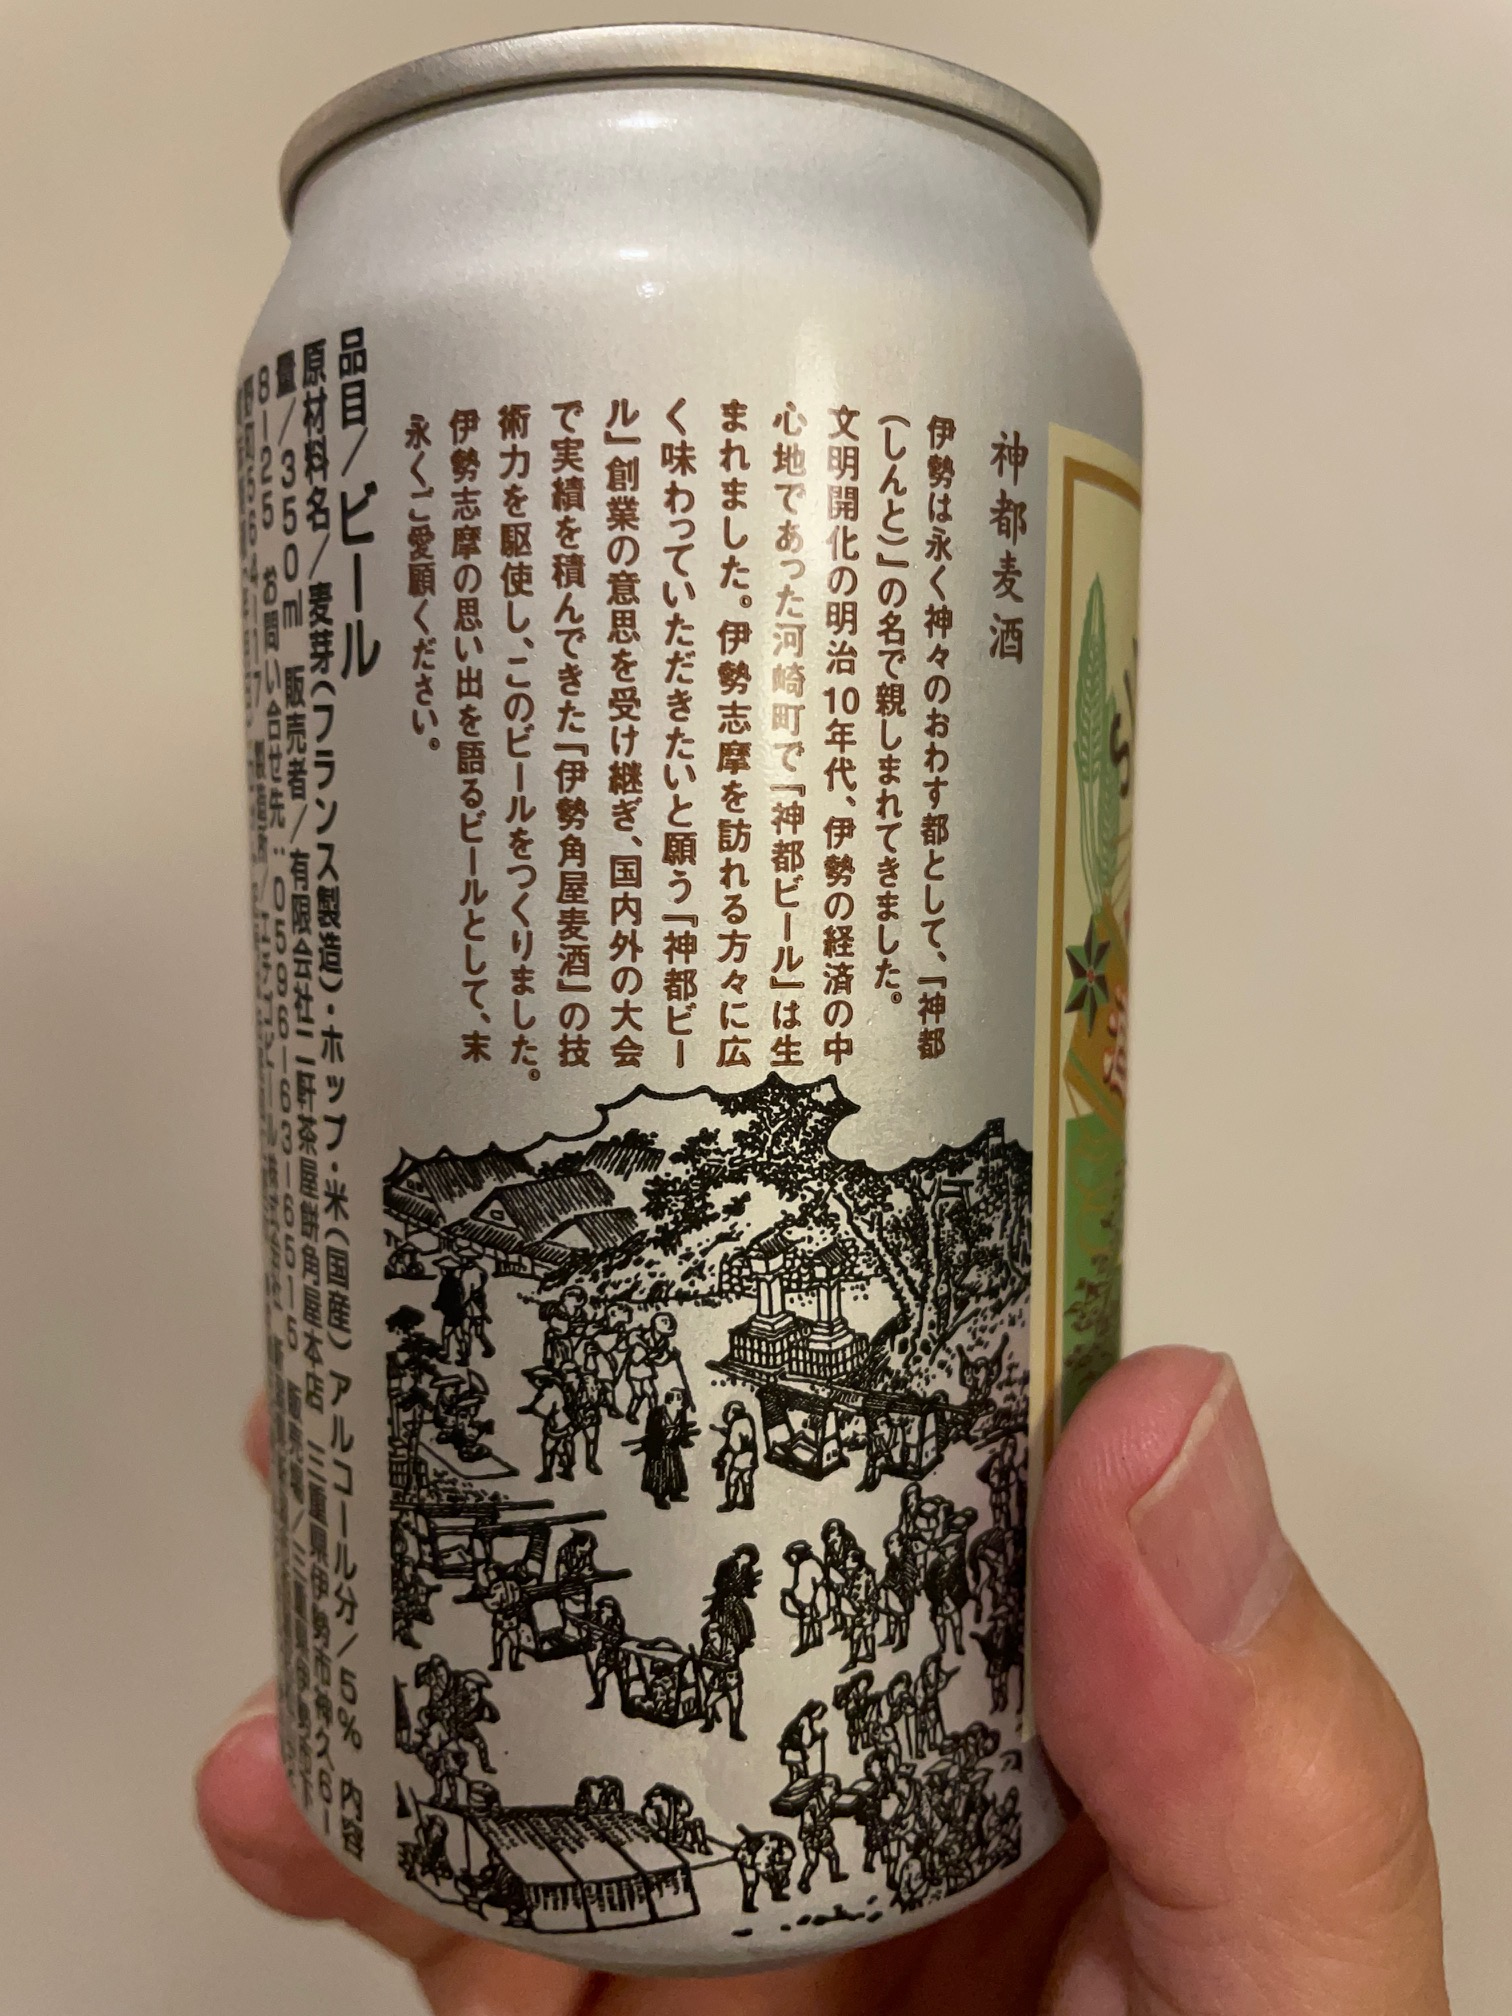 神都麦酒
伊勢は永く神々のおわす都として、『神都
(しんと)』の名で親しまれてきました。
文明開化の明治10年代、伊勢の経済の中
心地であった河崎町で『神都ビール』は生
まれました。伊勢志摩を訪れる方々に広
く味わっていただきたいと願う『神都ビー
ル』創業の意思を受け継ぎ、国内外の大会
で実績を積んできた『伊勢角屋麦酒』の技
術力を駆使し、このビールをつくりました。
伊勢志摩の思い出を語るビールとして、末
永くご愛顧ください。
品目/ビール
原材料名/麦芽(フランス製造)・ホップ・米(国産) アルコール分/5% 内容
量/350ml 販売者/有限会社二軒茶屋餅角屋本店 三重県伊勢市神久6-
8-25 お問い合せ先:0596-63-6515